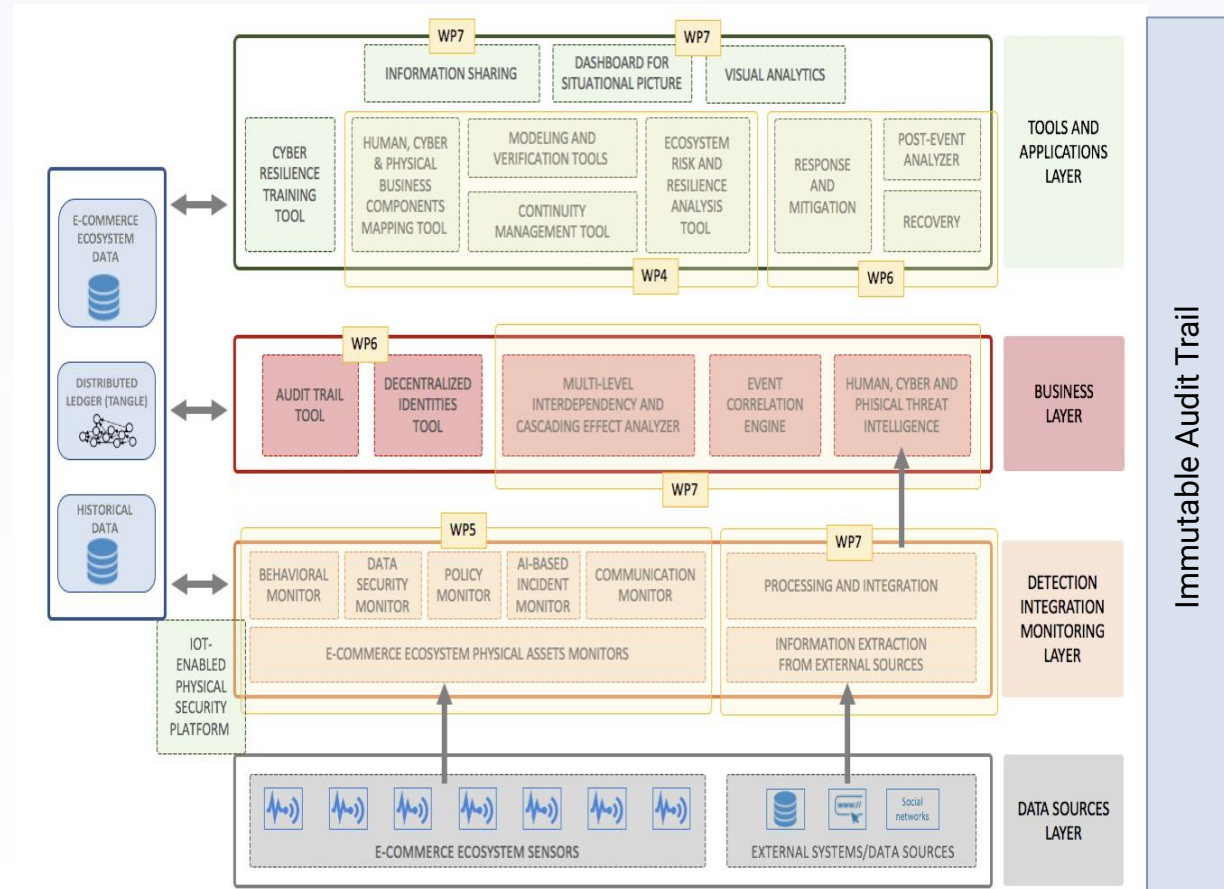 WP7
WP7
INFORMATION SHARING
DASHBOARD FOR
SITUATIONAL PICTURE
VISUAL ANALYTICS
CYBER
RESILIENCE
TRAINING
TOOL
HUMAN, CYBER
& PHYSICAL
BUSINESS
COMPONENTS
MAPPING TOOL
MODELING AND
VERIFICATION TOOLS
CONTINUITY
MANAGEMENT TOOL
ECOSYSTEM
RISK AND
RESILIENCE
ANALYSIS
TOOL
RESPONSE
AND
MITIGATION
POST-EVENT
ANALYZER
RECOVERY
WP4
WP6
TOOLS AND
APPLICATIONS
LAYER
E-COMMERCE
ECOSYSTEM
DATA
DISTRIBUTED
LEDGER (TANGLE)
HISTORICAL
DATA
WP6
AUDIT TRAIL
TOOL
DECENTRALIZED
IDENTITIES
TOOL
MULTI-LEVEL
INTERDEPENDENCY AND
CASCADING EFFECT ANALYZER
EVENT
CORRELATION
ENGINE
HUMAN, CYBER AND
PHISICAL THREAT
INTELLIGENCE
WP7
BUSINESS
LAYER
WP5
BEHAVIORAL
MONITOR
DATA
SECURITY
MONITOR
POLICY
MONITOR
AI-BASED
INCIDENT
MONITOR
COMMUNICATION
MONITOR
E-COMMERCE ECOSYSTEM PHYSICAL ASSETS MONITORS
WP7
PROCESSING AND INTEGRATION
INFORMATION EXTRACTION
FROM EXTERNAL SOURCES
DETECTION
INTEGRATION
MONITORING
LAYER
IOT-
ENABLED
PHYSICAL
SECURITY
PLATFORM
E-COMMERCE ECOSYSTEM SENSORS
www://
Social
networks
EXTERNAL SYSTEMS/DATA SOURCES
DATA SOURCES
LAYER
Immutable Audit Trail